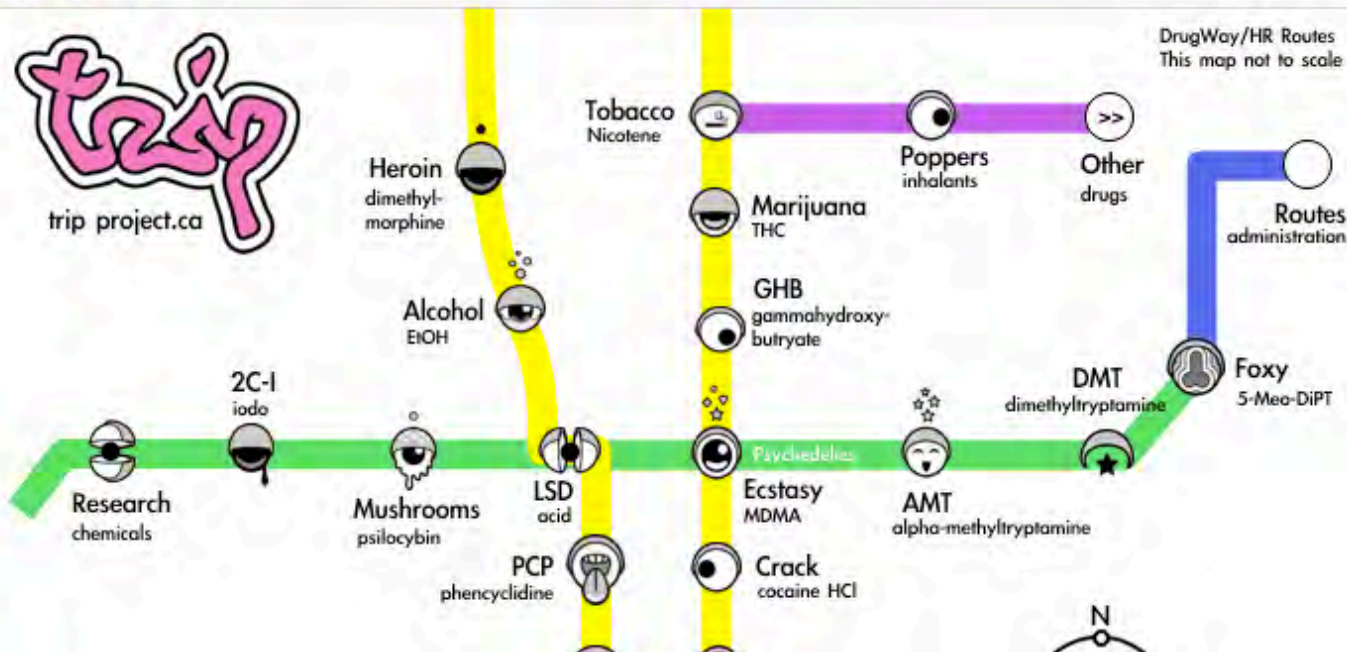 trip
trip project.ca
DrugWay/HR Routes
This map not to scale
Tobacco
Nicotene
Poppers
inhalants
>>
Other
drugs
Routes
administration
Heroin
dimethyl-
morphine
Marijuana
THC
Alcohol
EtOH
GHB
gammahydroxy-
butryate
2C-I
iodo
DMT
dimethyltryptamine
Foxy
5-Meo-DiPT
Psychedelics
Research
chemicals
Mushrooms
psilocybin
LSD
acid
Ecstasy
MDMA
AMT
alpha-methyltryptamine
PCP
phencyclidine
Crack
cocaine HCl
N